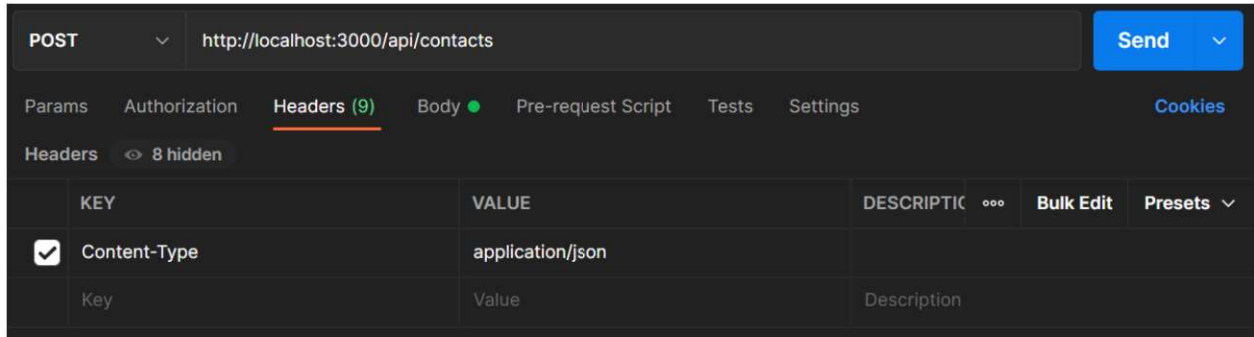 POST http://localhost:3000/api/contacts Send
Params Authorization Headers (9) Body Pre-request Script Tests Settings Cookies
Headers 8 hidden
KEY VALUE DESCRIPTIC ooo Bulk Edit Presets
Content-Type application/json
Key Value Description